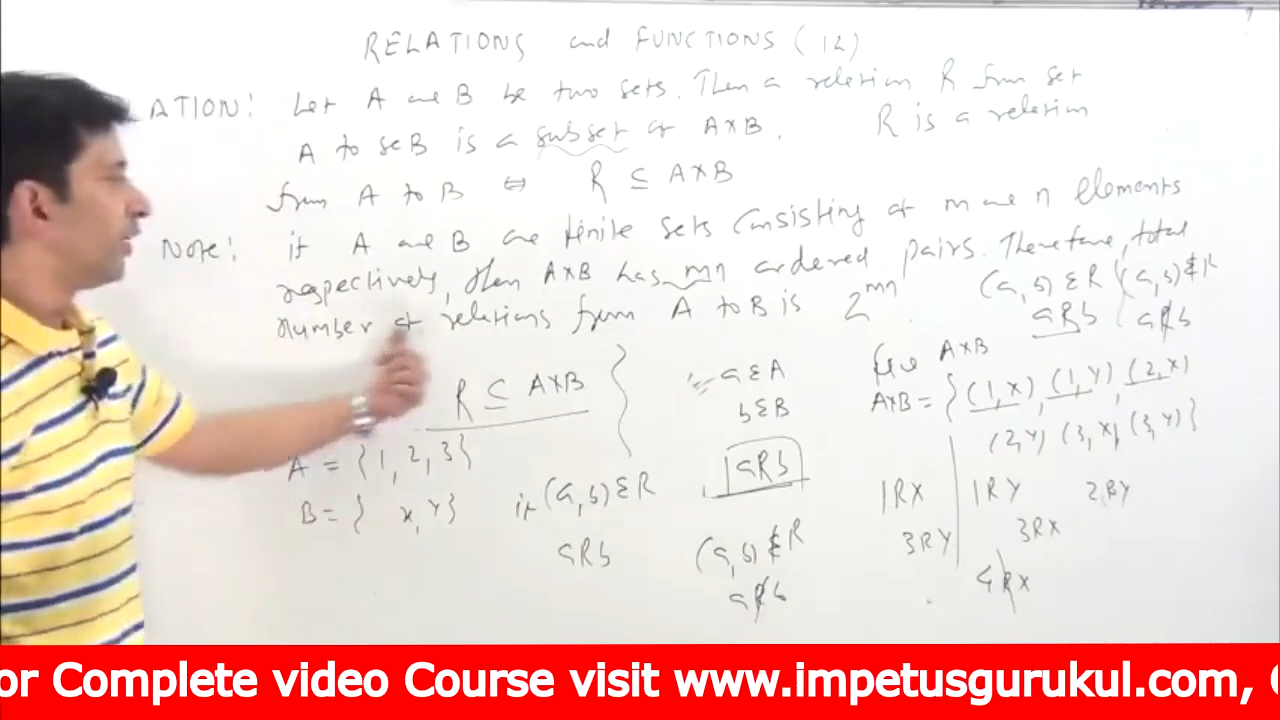 RELATIONS and FUNCTIONS (12)
ATION: Let A and B be two sets. Then a relation R from set
A to set B is a subset of A×B. R is a relation
from A to B ⇔ R ⊆ A×B
Note: if A and B are finite sets consisting of m and n elements
respectively, then A×B has mn ordered pairs. Therefore, total
number of relations from A to B is 2^mn.
(a,b) ∈ R (a,b) ∉ R
aRb aR̸b
R ⊆ A×B
A = {1, 2, 3}
B = { x, y}
if (a,b) ∈ R
aRb
a ∈ A
b ∈ B
aRb
(a,b) ∉ R
aR̸b
A×B
A×B = {(1,x), (1,y), (2,x)
(2,y) (3,x), (3,y)}
1Rx 1Ry 2Ry
3Ry 3Rx
4R̸x
or Complete video Course visit www.impetusgurukul.com,